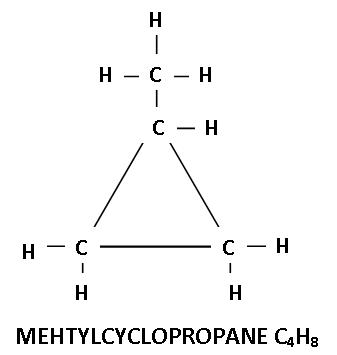 H
H — C — H
C — H
H — C C — H
H H
MEHTYLCYCLOPROPANE C₄H₈